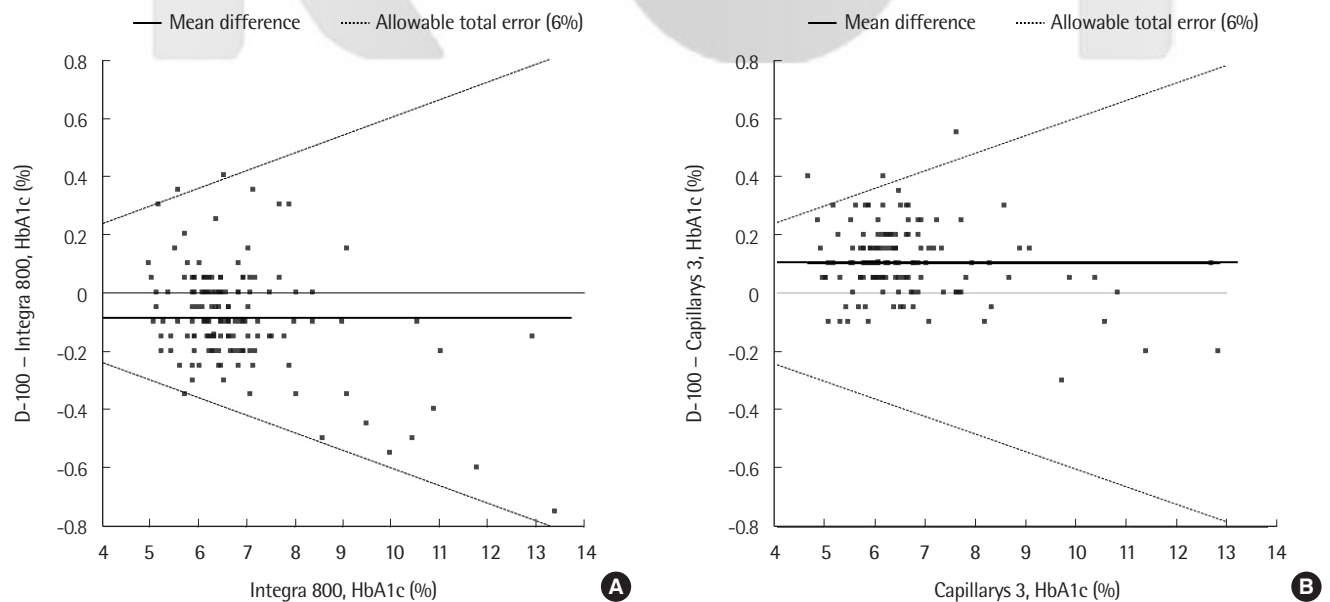 Mean difference Allowable total error (6%)
0.8
0.6
0.4
0.2
0
-0.2
-0.4
-0.6
-0.8
D-100 – Integra 800, HbA1c (%)
4 5 6 7 8 9 10 11 12 13 14
Integra 800, HbA1c (%)
A
Mean difference Allowable total error (6%)
0.8
0.6
0.4
0.2
0
-0.2
-0.4
-0.6
-0.8
D-100 – Capillarys 3, HbA1c (%)
4 5 6 7 8 9 10 11 12 13 14
Capillarys 3, HbA1c (%)
B